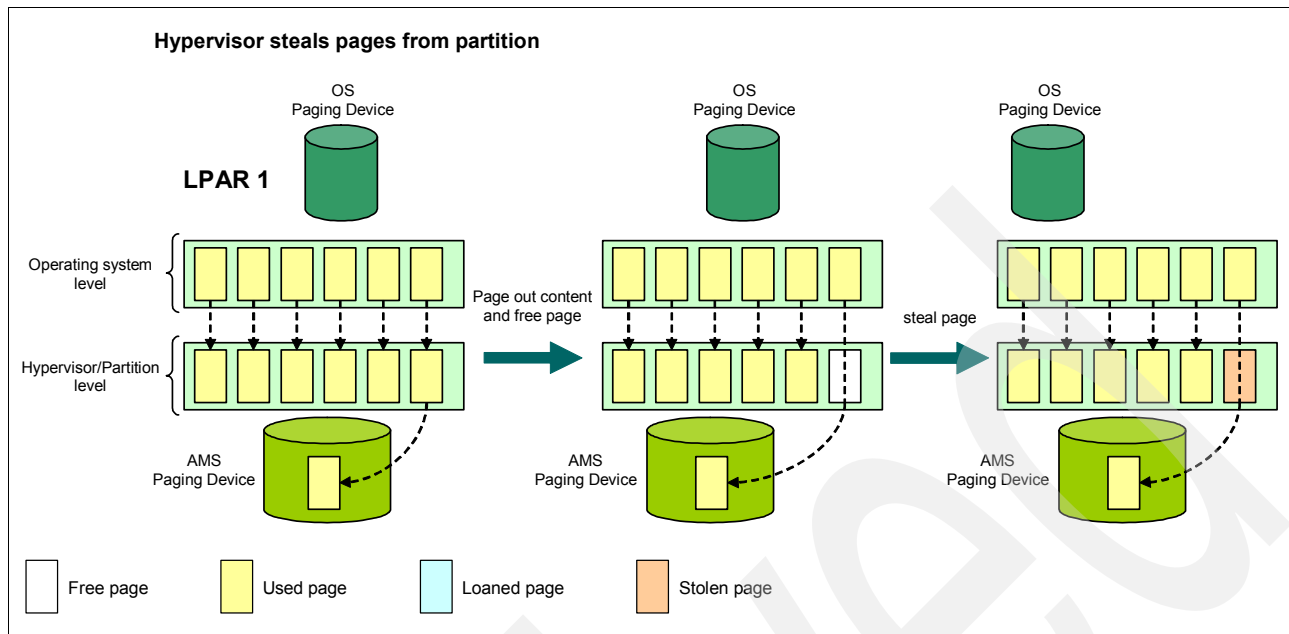 Hypervisor steals pages from partition
OS
Paging Device
OS
Paging Device
OS
Paging Device
LPAR 1
Operating system
level
Page out content
and free page
steal page
Hypervisor/Partition
level
AMS
Paging Device
AMS
Paging Device
AMS
Paging Device
Free page
Used page
Loaned page
Stolen page